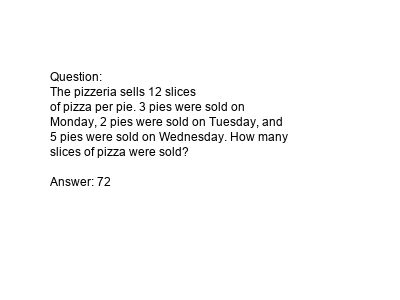 Question:
The pizzeria sells 12 slices
of pizza per pie. 3 pies were sold on
Monday, 2 pies were sold on Tuesday, and
5 pies were sold on Wednesday. How many
slices of pizza were sold?
Answer: 72